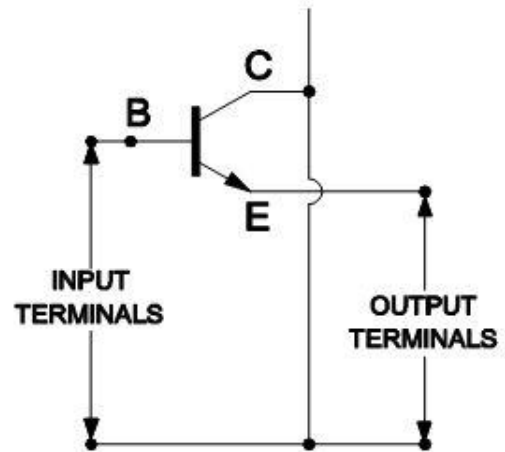 C
B
E
INPUT
TERMINALS
OUTPUT
TERMINALS